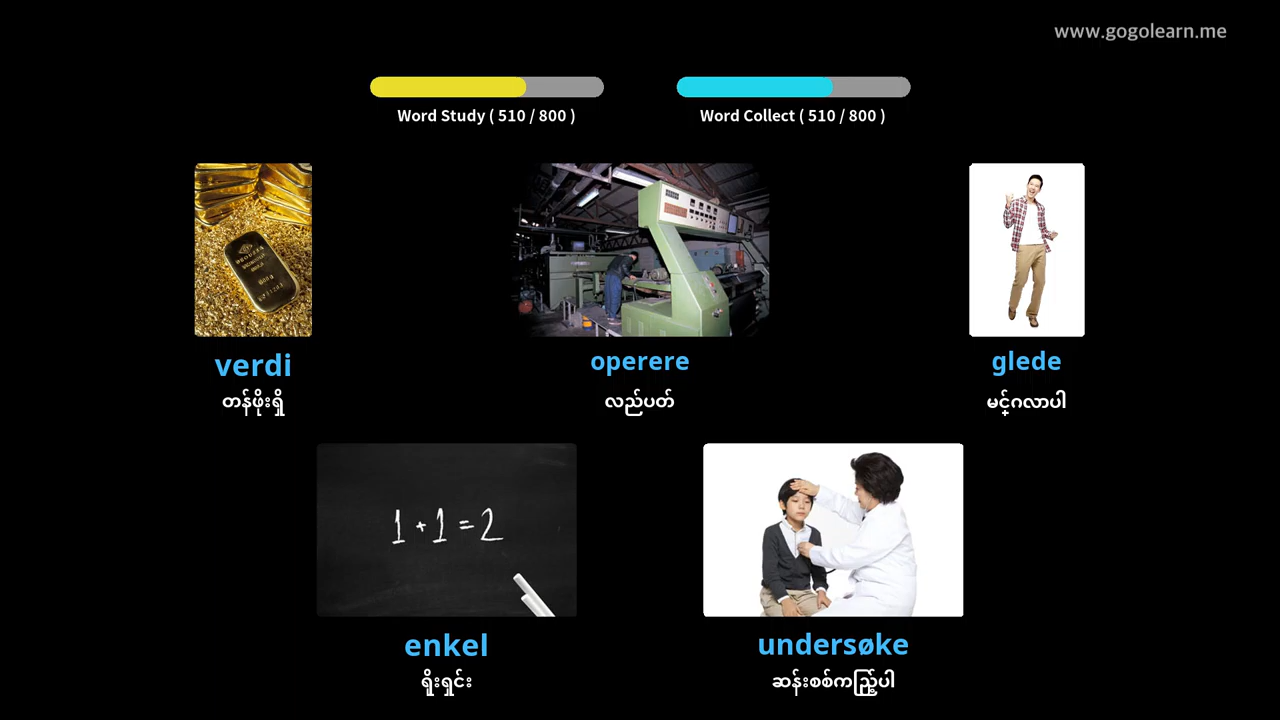 www.gogolearn.me
Word Study ( 510 / 800 )
Word Collect ( 510 / 800 )
verdi
operere
glede
တန်ဖိုးရှိ
လည်ပတ်
မင်္ဂလာပါ
1 + 1 = 2
enkel
undersøke
ရိုးရှင်း
ဆန်းစစ်ကြည့်ပါ